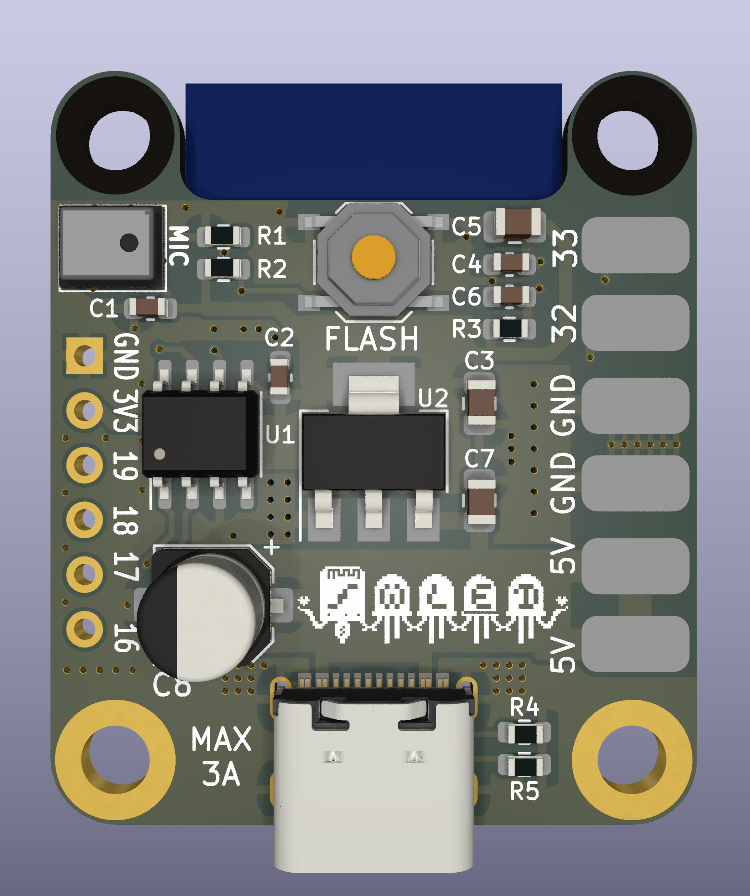 MIC
R1
R2
C1
C5
C4
C6
R3
33
32
FLASH
C2
C3
GND
3V3
19
18
17
16
U1
U2
C7
GND
GND
5V
5V
+
WLED
C8
MAX
3A
R4
R5